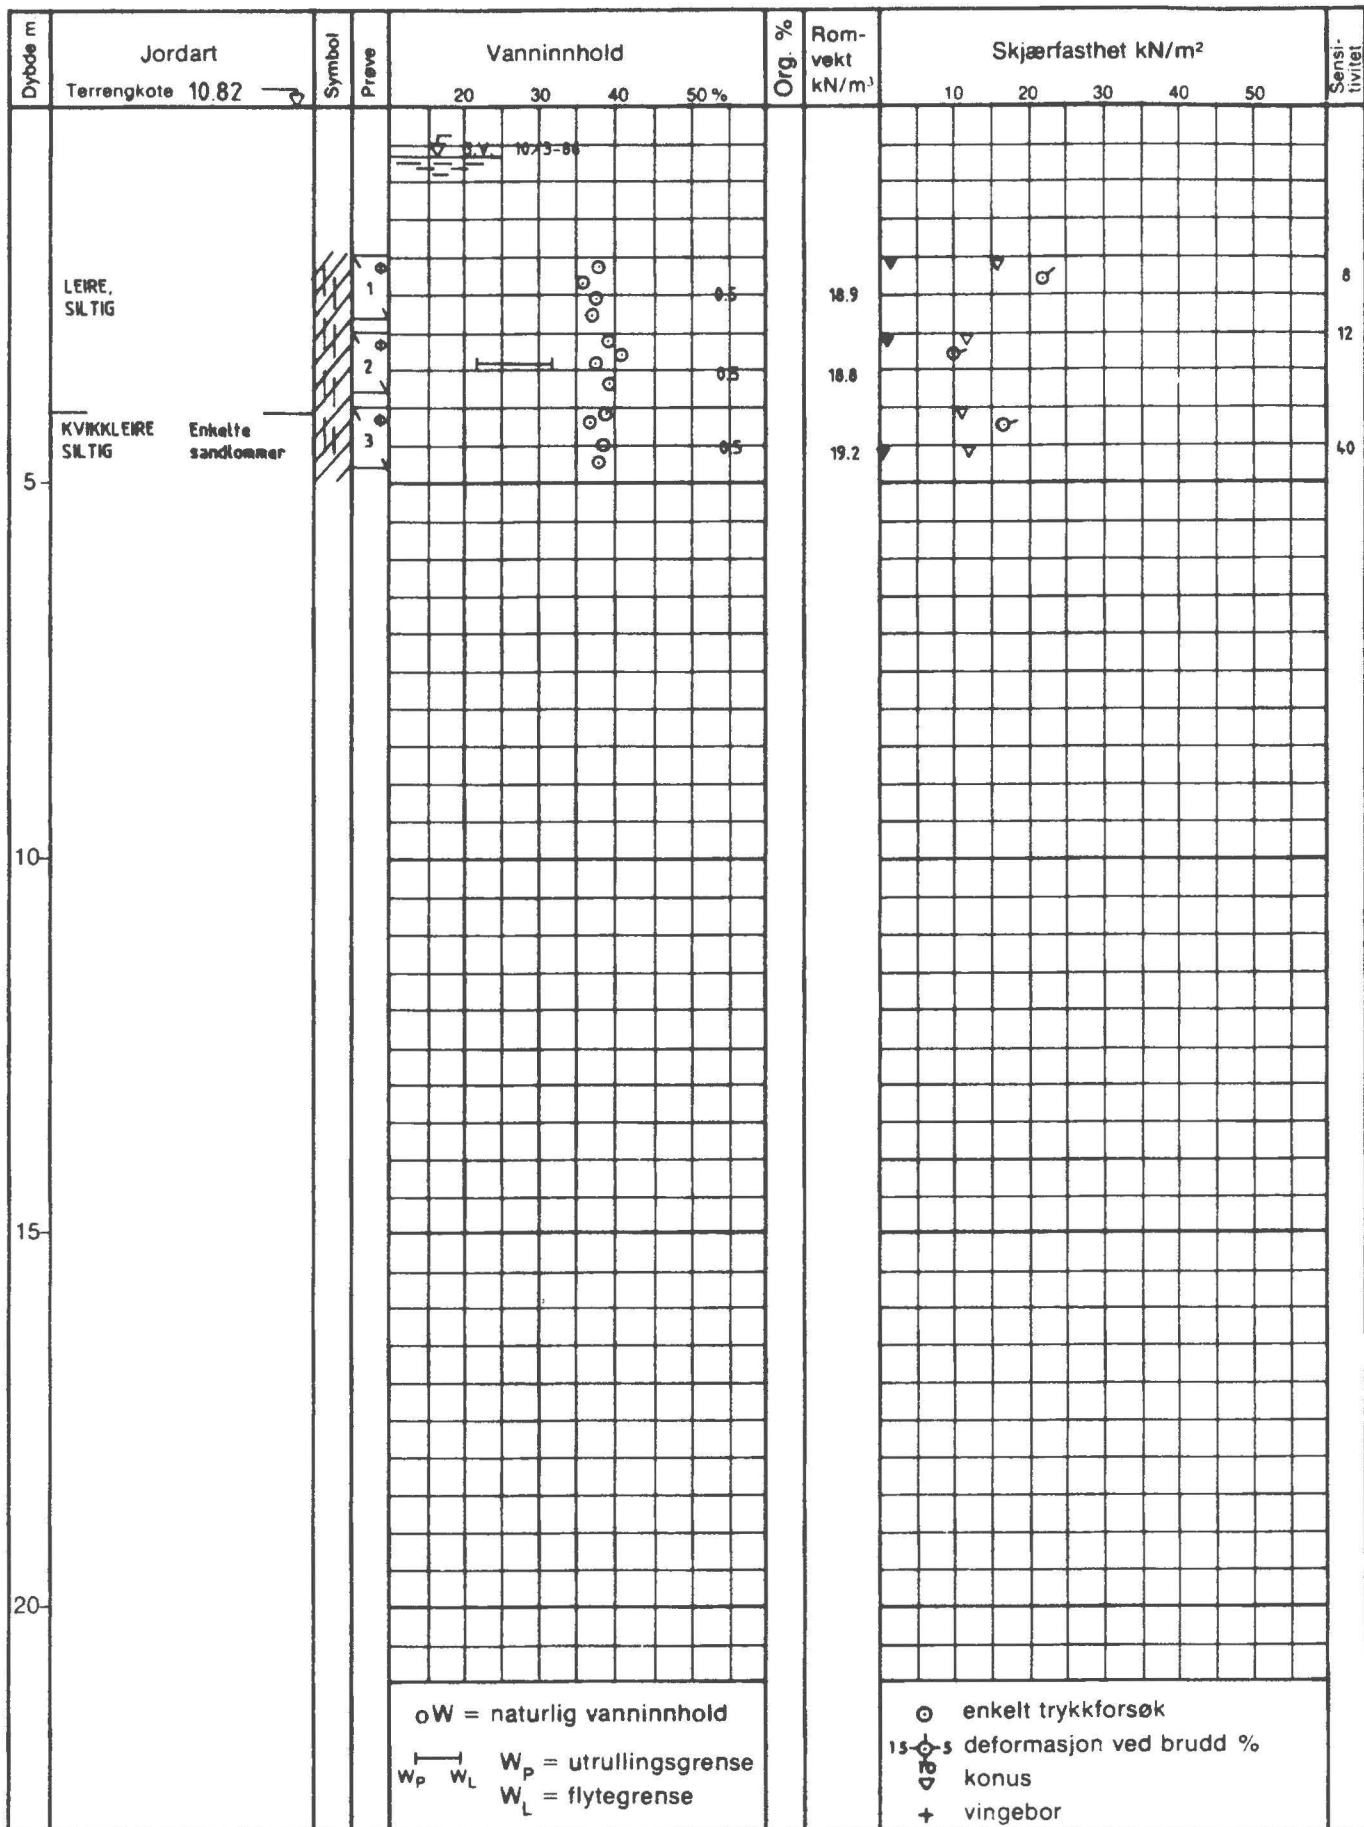 Dybde m
Jordart
Terrengkote 10.82
Symbol
Prøve
Vanninnhold
20 30 40 50 %
Org. %
Rom-
vekt
kN/m³
Skjærfasthet kN/m²
10 20 30 40 50
Sensi-
tivitet
10/3-86
LEIRE,
SILTIG
1
0.5
18.9
8
2
0.5
18.8
12
KVIKKLEIRE Enkelte
SILTIG sandlommer
3
0.5
19.2
40
5
10
15
20
oW = naturlig vanninnhold
WP WL WP = utrullingsgrense
WL = flytegrense
enkelt trykkforsøk
15 5 deformasjon ved brudd %
10
konus
vingebor